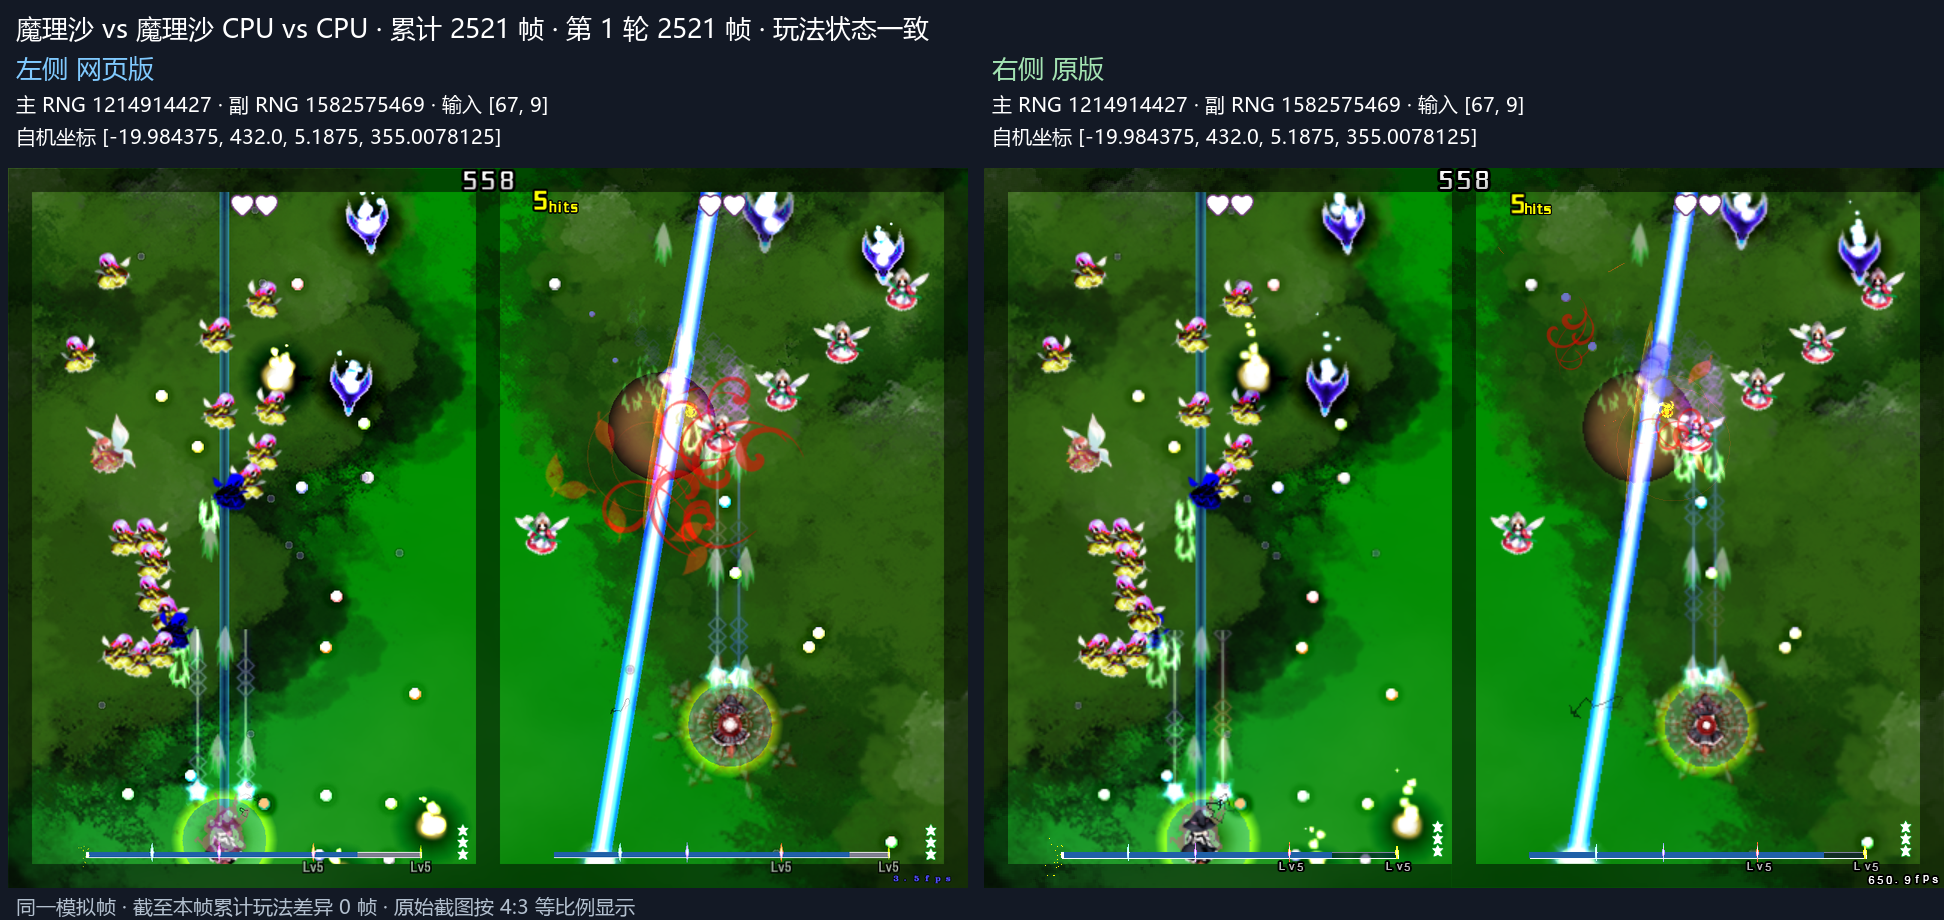 魔理沙 vs 魔理沙 CPU vs CPU · 累计 2521 帧 · 第 1 轮 2521 帧 · 玩法状态一致
左侧 网页版
主 RNG 1214914427 · 副 RNG 1582575469 · 输入 [67, 9]
自机坐标 [-19.984375, 432.0, 5.1875, 355.0078125]
右侧 原版
主 RNG 1214914427 · 副 RNG 1582575469 · 输入 [67, 9]
自机坐标 [-19.984375, 432.0, 5.1875, 355.0078125]
558
5hits
Lv5 Lv5
Lv5 Lv5
3.5fps
558
5hits
Lv5 Lv5
Lv5 Lv5
650.9fps
同一模拟帧 · 截至本帧累计玩法差异 0 帧 · 原始截图按 4:3 等比例显示